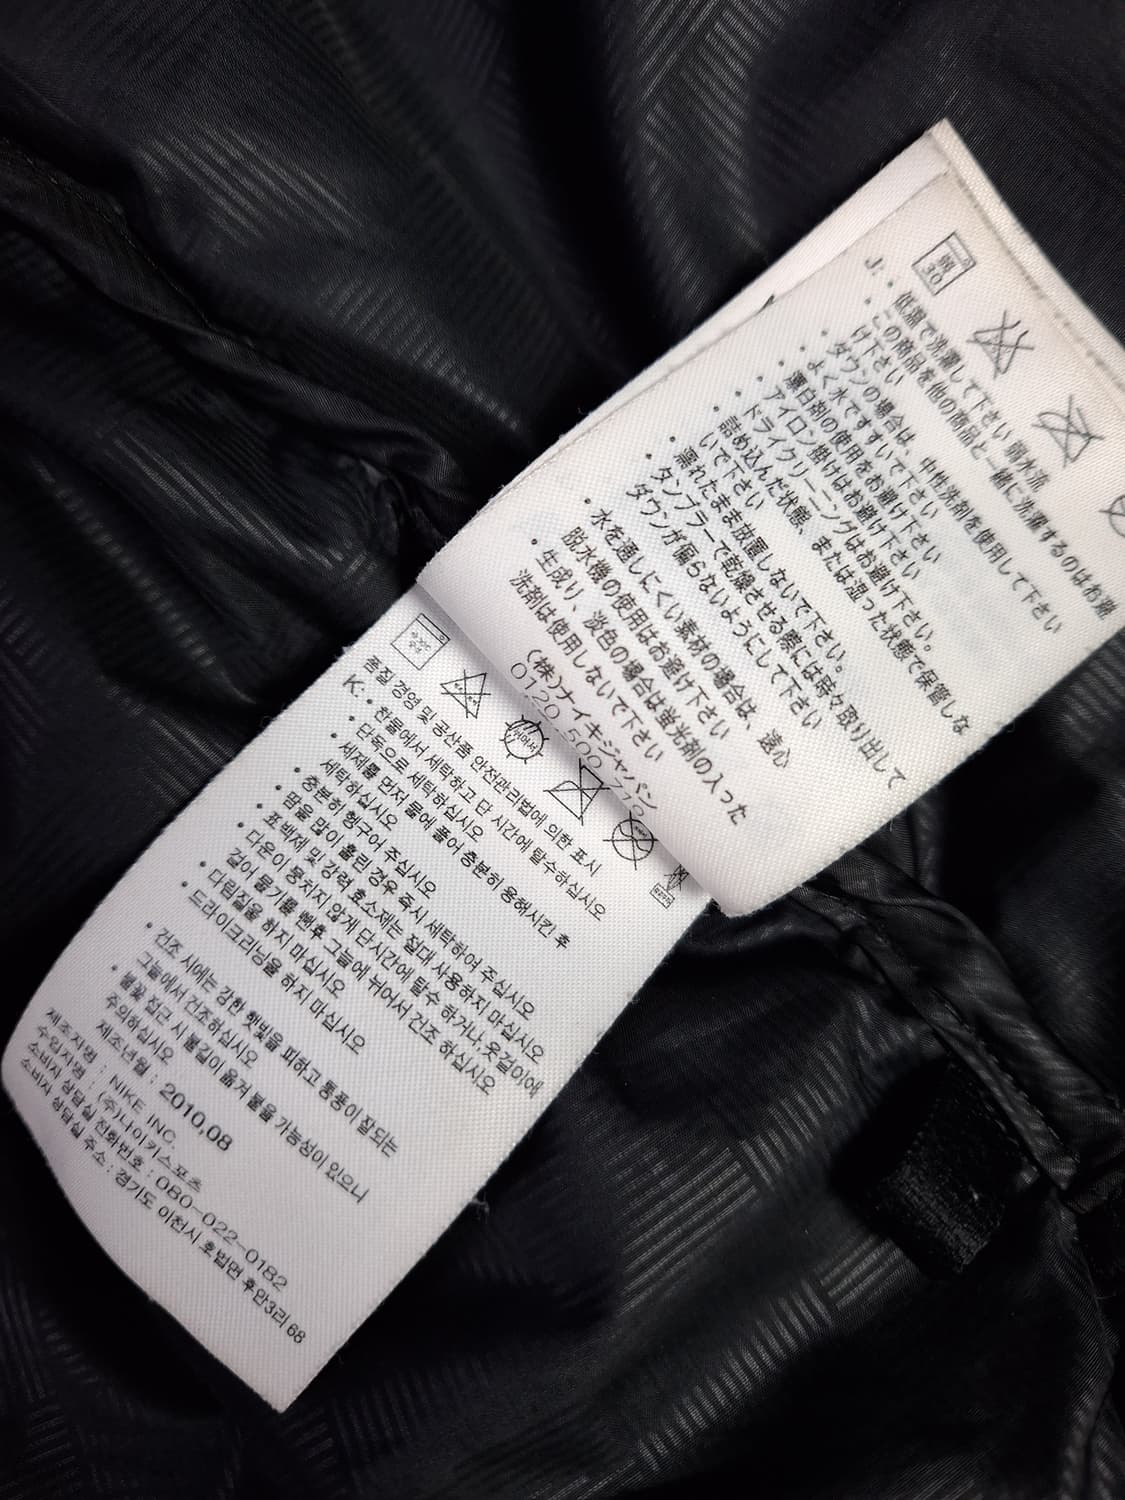 弱
30
J: ・低温で洗濯して下さい 弱水流
・この商品を他の商品と一緒に洗濯するのはお避
け下さい
・ダウンの場合は、中性洗剤を使用して下さい
・よく水ですすいで下さい
・漂白剤の使用をお避け下さい
・アイロン掛けはお避け下さい
・ドライクリーニングはお避け下さい。
・詰め込んだ状態、または湿った状態で保管しな
いで下さい
・濡れたまま放置しないで下さい。
・タンブラーで乾燥させる際には時々取り出して
ダウンが偏らないようにして下さい
・水を通しにくい素材の場合は、遠心
脱水機の使用はお避け下さい
・生成り、淡色の場合は蛍光剤の入った
洗剤は使用しないで下さい
(株)ナイキジャパン
0120.500.
품질 경영 및 공산품 안전관리법에 의한 표시
K: ・찬물에서 세탁하고 단 시간에 탈수하십시오
・단독으로 세탁하십시오
・세제를 먼저 물에 풀어 충분히 용해시킨 후
세탁하십시오
・충분히 헹구어 주십시오
・땀을 많이 흘린 경우 즉시 세탁하여 주십시오
・표백제 및 강력 효소제는 절대 사용하지 마십시오
・다운이 뭉치지 않게 단시간에 탈수 하거나,옷걸이에
걸어 물기를 뺀후 그늘에 뉘어서 건조 하십시오
・다림질을 하지 마십시오
・드라이크리닝을 하지 마십시오
・건조 시에는 강한 햇빛을 피하고 통풍이 잘되는
그늘에서 건조하십시오
・불꽃 접근 시 불길이 옮겨 붙을 가능성이 있으니
주의하십시오
제조년월 : 2010.08
제조자명 : NIKE INC.
수입자명 : (주)나이키스포츠
소비자 상담실 전화번호 : 080-022-0182
소비자 상담실 주소 : 경기도 이천시 호법면 후안3리 68